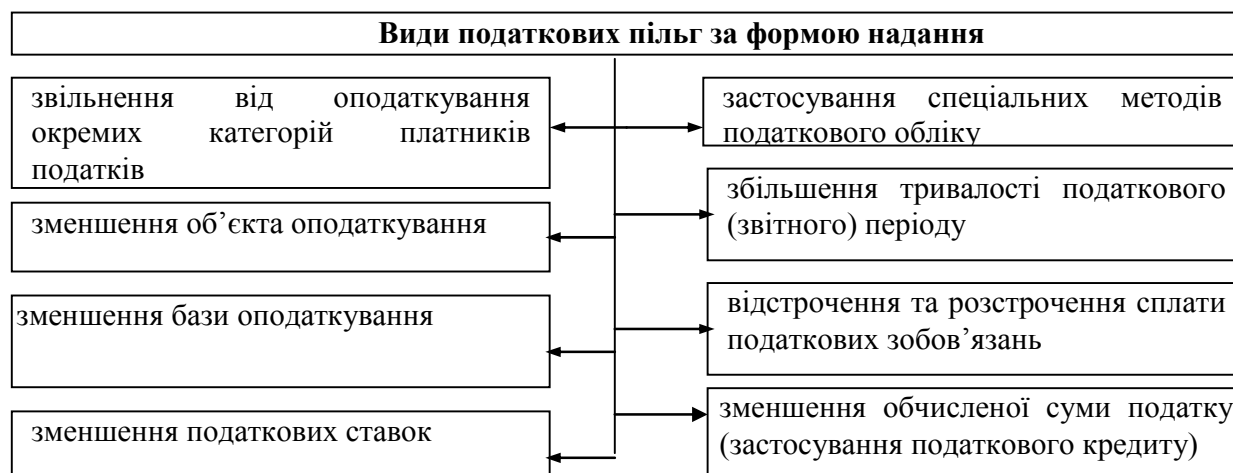 Види податкових пільг за формою надання
звільнення від оподаткування
окремих категорій платників
податків
зменшення об’єкта оподаткування
зменшення бази оподаткування
зменшення податкових ставок
застосування спеціальних методів
податкового обліку
збільшення тривалості податкового
(звітного) періоду
відстрочення та розстрочення сплати
податкових зобов’язань
зменшення обчисленої суми податку
(застосування податкового кредиту)